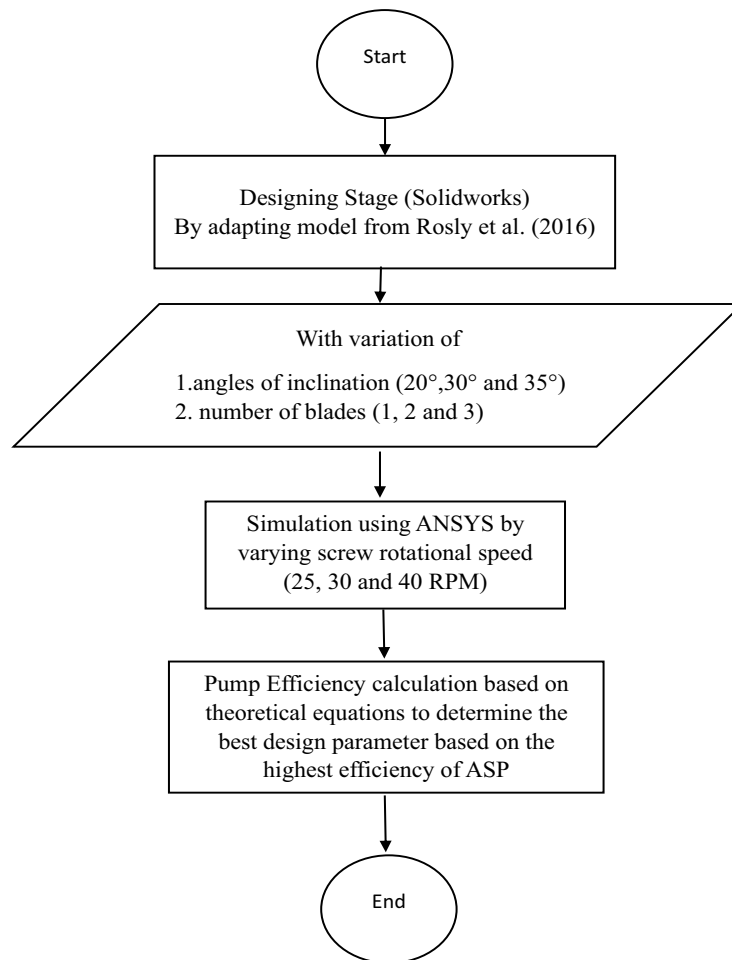 Start
Designing Stage (Solidworks)
By adapting model from Rosly et al. (2016)
With variation of
1.angles of inclination (20°,30° and 35°)
2. number of blades (1, 2 and 3)
Simulation using ANSYS by
varying screw rotational speed
(25, 30 and 40 RPM)
Pump Efficiency calculation based on
theoretical equations to determine the
best design parameter based on the
highest efficiency of ASP
End